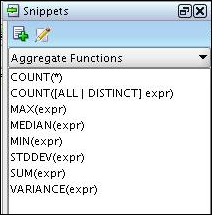 Snippets
Aggregate Functions
COUNT(*)
COUNT([ALL | DISTINCT] expr)
MAX(expr)
MEDIAN(expr)
MIN(expr)
STDDEV(expr)
SUM(expr)
VARIANCE(expr)